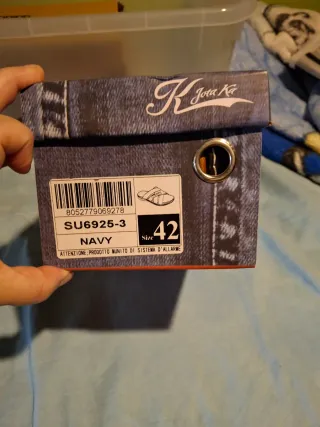 K Jota Ka
8052779069278
SU6925-3
NAVY
Size 42
ATTENZIONE:PRODOTTO MUNITO DI SISTEMA D'ALLARME